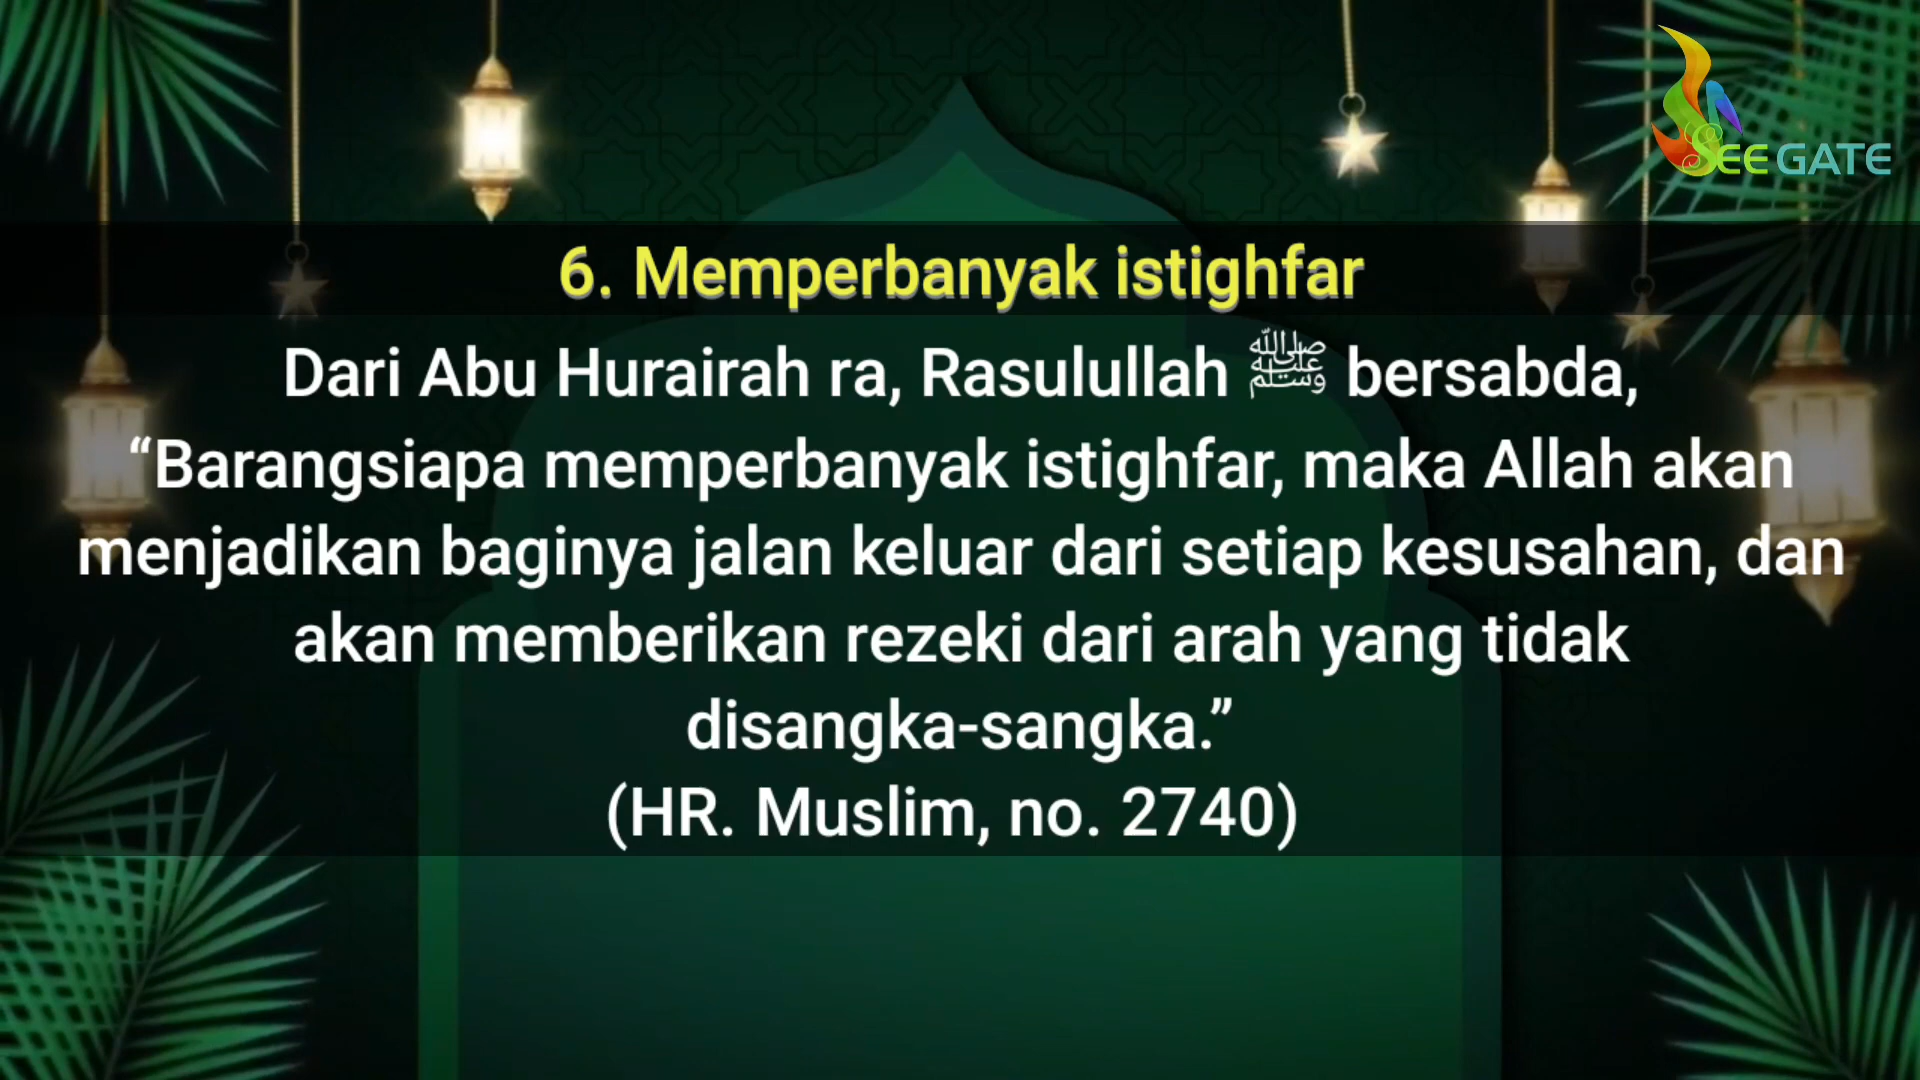 SEE GATE
6. Memperbanyak istighfar
Dari Abu Hurairah ra, Rasulullah ﷺ bersabda,
“Barangsiapa memperbanyak istighfar, maka Allah akan
menjadikan baginya jalan keluar dari setiap kesusahan, dan
akan memberikan rezeki dari arah yang tidak
disangka-sangka.”
(HR. Muslim, no. 2740)